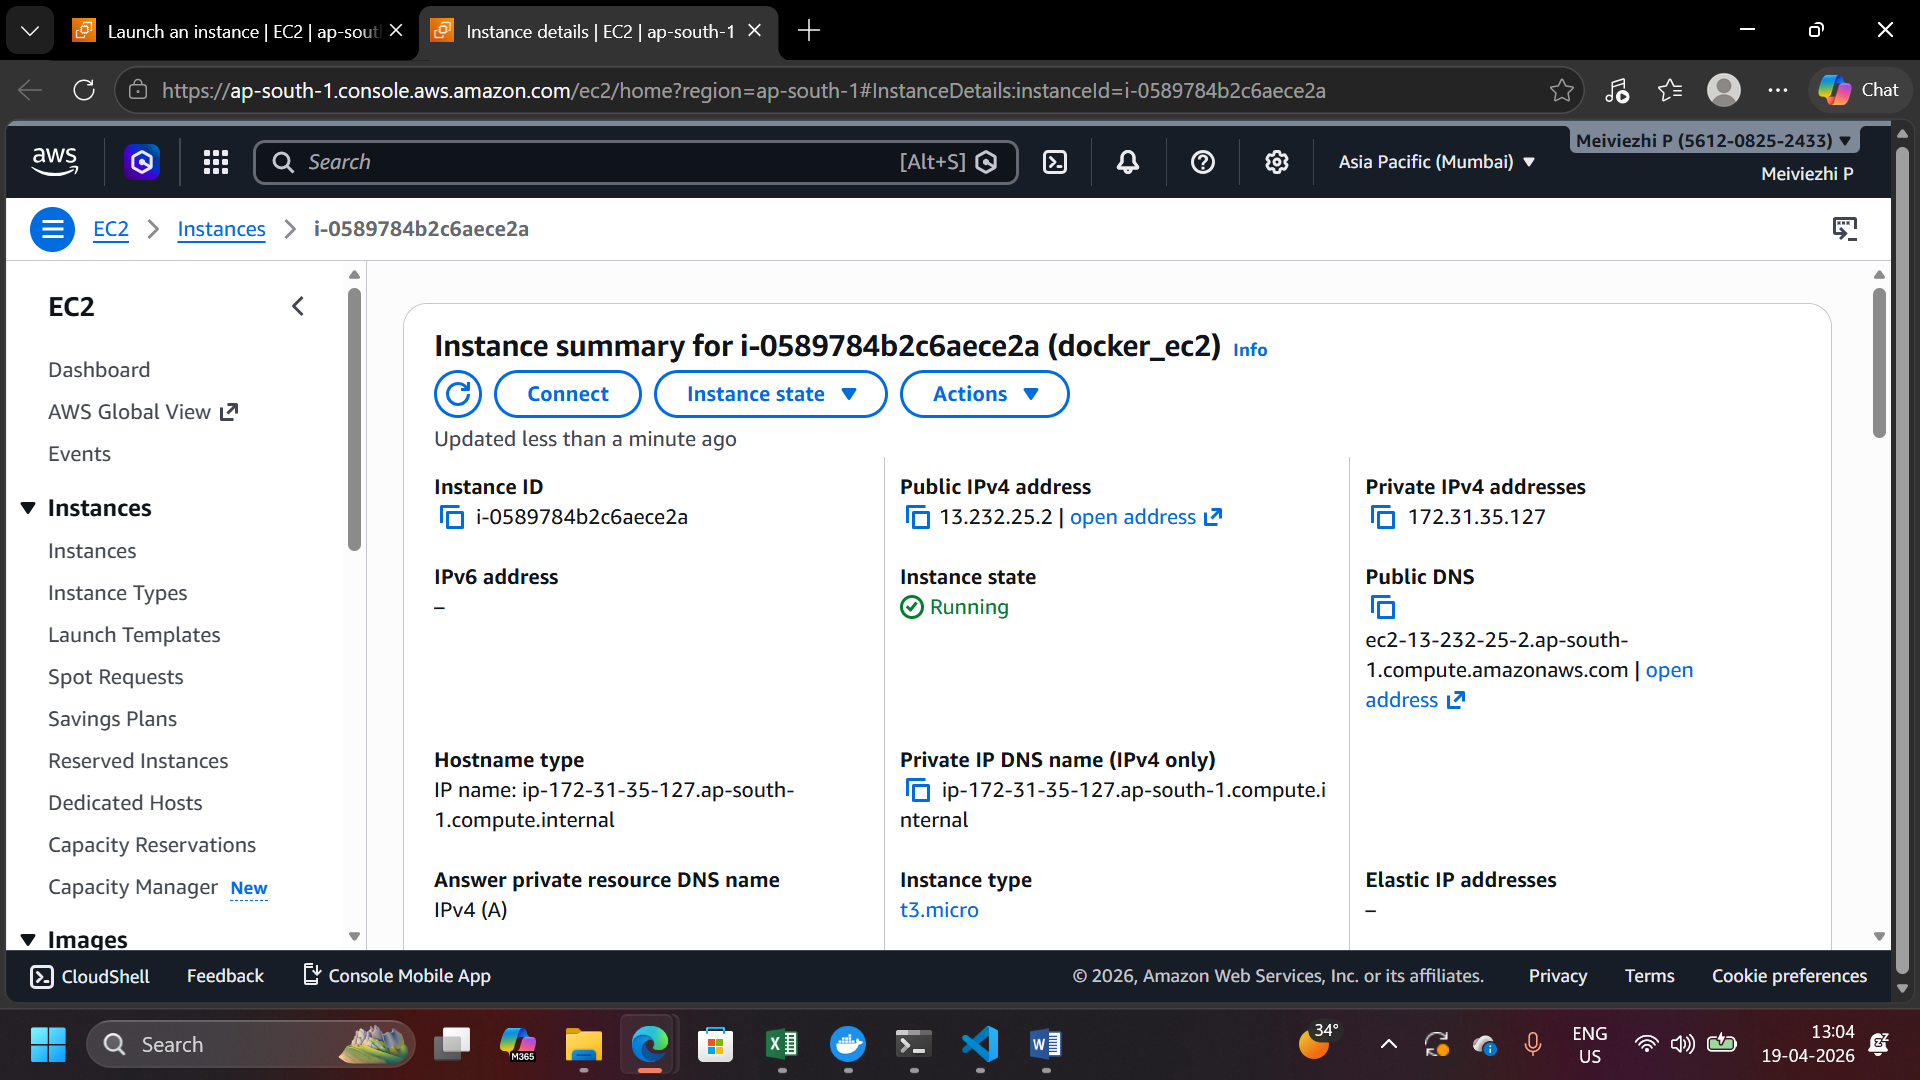 Launch an instance | EC2 | ap-sout
Instance details | EC2 | ap-south-1
https://ap-south-1.console.aws.amazon.com/ec2/home?region=ap-south-1#InstanceDetails:instanceId=i-0589784b2c6aece2a
Chat
aws
Search
[Alt+S]
Asia Pacific (Mumbai)
Meiviezhi P (5612-0825-2433)
Meiviezhi P
EC2
Instances
i-0589784b2c6aece2a
EC2
Dashboard
AWS Global View
Events
Instances
Instances
Instance Types
Launch Templates
Spot Requests
Savings Plans
Reserved Instances
Dedicated Hosts
Capacity Reservations
Capacity Manager New
Images
Instance summary for i-0589784b2c6aece2a (docker_ec2) Info
Connect
Instance state
Actions
Updated less than a minute ago
Instance ID
i-0589784b2c6aece2a
Public IPv4 address
13.232.25.2 | open address
Private IPv4 addresses
172.31.35.127
IPv6 address
–
Instance state
Running
Public DNS
ec2-13-232-25-2.ap-south-
1.compute.amazonaws.com | open
address
Hostname type
IP name: ip-172-31-35-127.ap-south-
1.compute.internal
Private IP DNS name (IPv4 only)
ip-172-31-35-127.ap-south-1.compute.i
nternal
Answer private resource DNS name
IPv4 (A)
Instance type
t3.micro
Elastic IP addresses
–
CloudShell
Feedback
Console Mobile App
© 2026, Amazon Web Services, Inc. or its affiliates.
Privacy
Terms
Cookie preferences
Search
M365
34°
ENG
US
13:04
19-04-2026